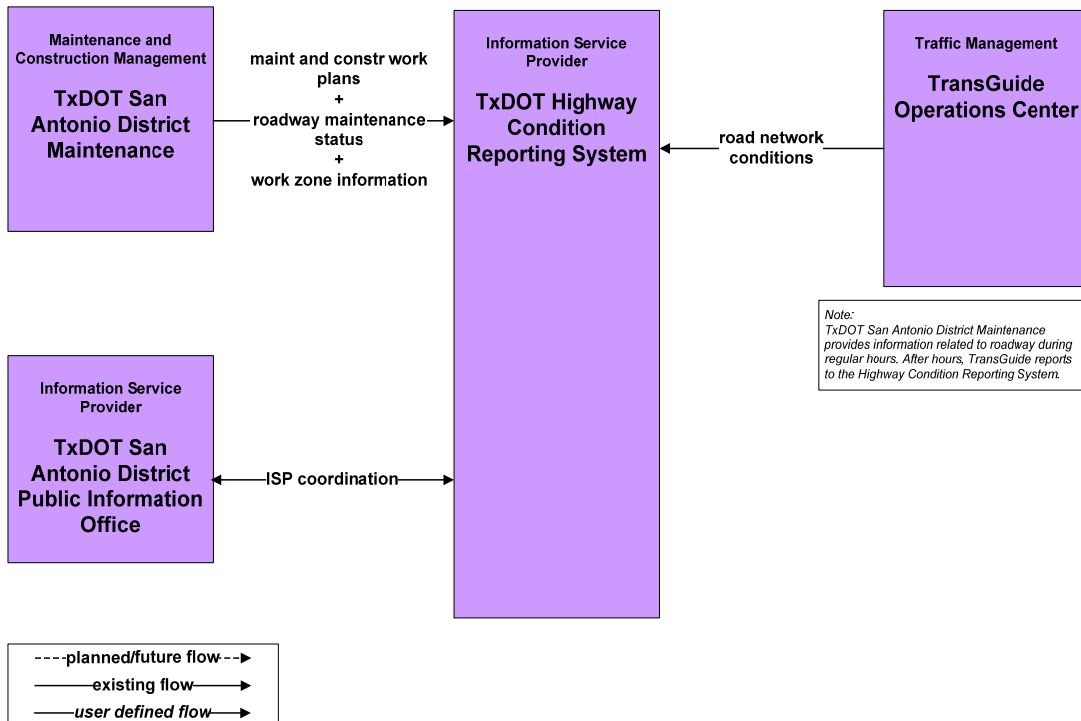 Maintenance and
Construction Management
TxDOT San
Antonio District
Maintenance
maint and constr work
plans
+
roadway maintenance
status
+
work zone information
Information Service
Provider
TxDOT Highway
Condition
Reporting System
road network
conditions
Traffic Management
TransGuide
Operations Center
Note:
TxDOT San Antonio District Maintenance
provides information related to roadway during
regular hours. After hours, TransGuide reports
to the Highway Condition Reporting System.
Information Service
Provider
TxDOT San
Antonio District
Public Information
Office
ISP coordination
planned/future flow
existing flow
user defined flow